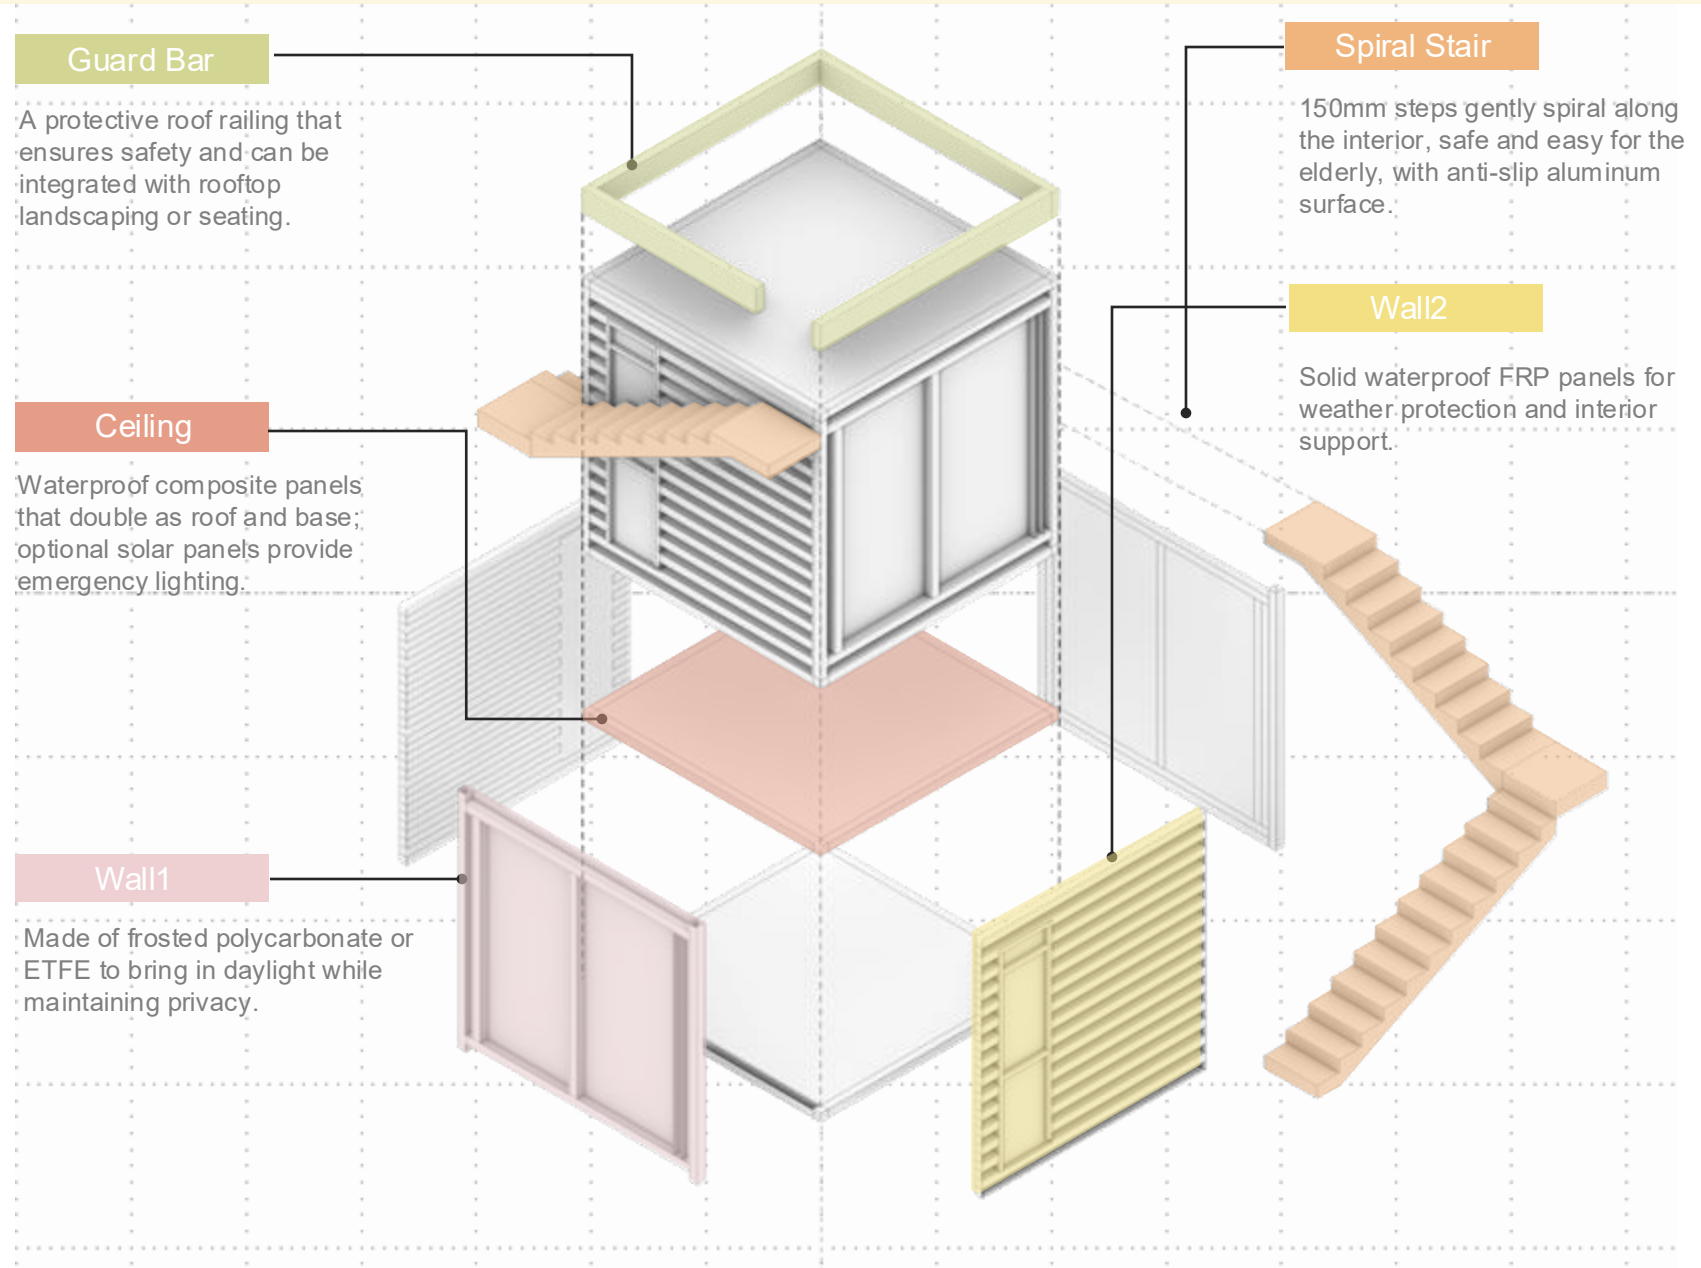 Guard Bar
A protective roof railing that
ensures safety and can be
integrated with rooftop
landscaping or seating.
Spiral Stair
150mm steps gently spiral along
the interior, safe and easy for the
elderly, with anti-slip aluminum
surface.
Wall2
Solid waterproof FRP panels for
weather protection and interior
support.
Ceiling
Waterproof composite panels
that double as roof and base;
optional solar panels provide
emergency lighting.
Wall1
Made of frosted polycarbonate or
ETFE to bring in daylight while
maintaining privacy.